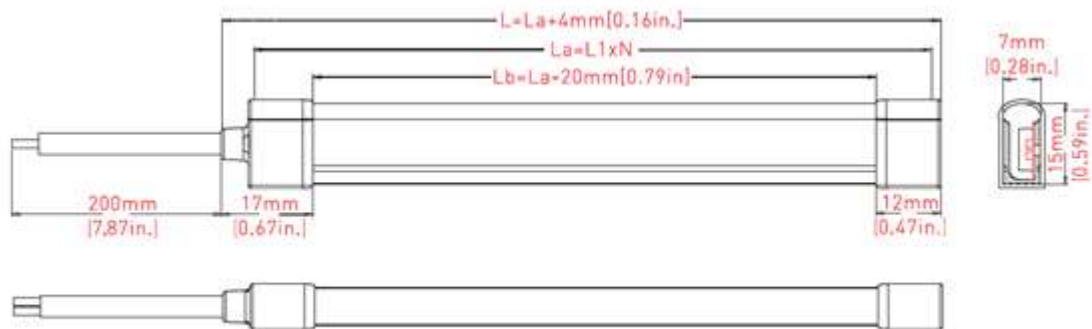 L=La+4mm[0.16in.]
La=L1xN
Lb=La-20mm[0.79in]
7mm
[0.28in.]
15mm
[0.59in.]
200mm
[7.87in.]
17mm
[0.67in.]
12mm
[0.47in.]